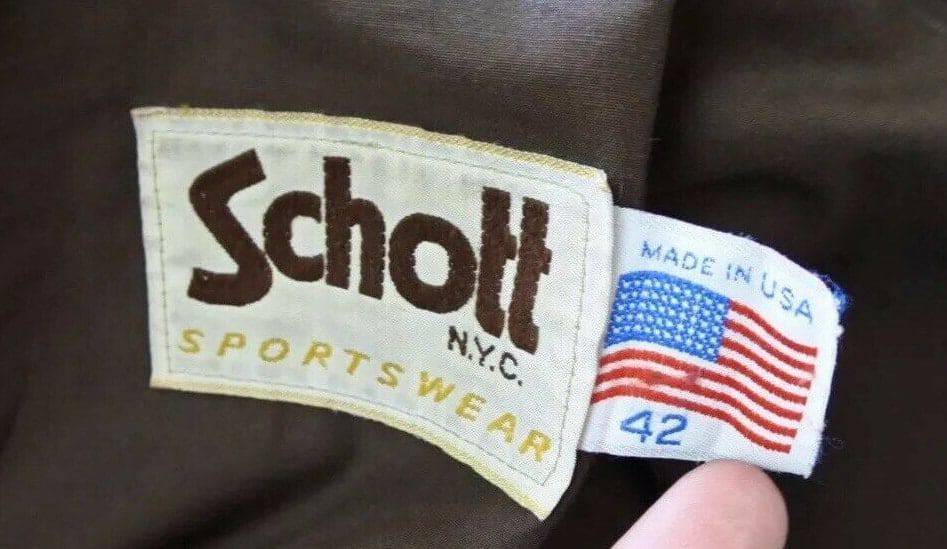 Schott
N.Y.C.
SPORTSWEAR
MADE IN USA
42